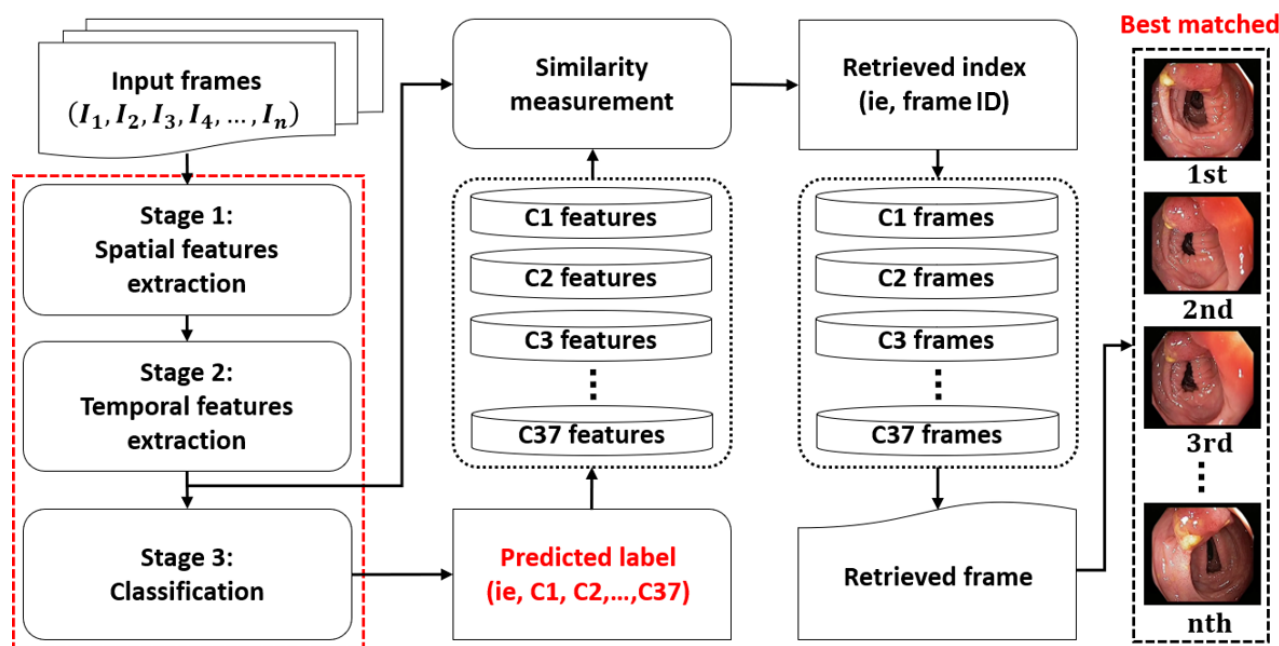 Input frames
(I₁, I₂, I₃, I₄, ..., Iₙ)
Stage 1:
Spatial features
extraction
Stage 2:
Temporal features
extraction
Stage 3:
Classification
Similarity
measurement
C1 features
C2 features
C3 features
⋮
C37 features
Predicted label
(ie, C1, C2,...,C37)
Retrieved index
(ie, frame ID)
C1 frames
C2 frames
C3 frames
⋮
C37 frames
Retrieved frame
Best matched
1st
2nd
3rd
⋮
nth